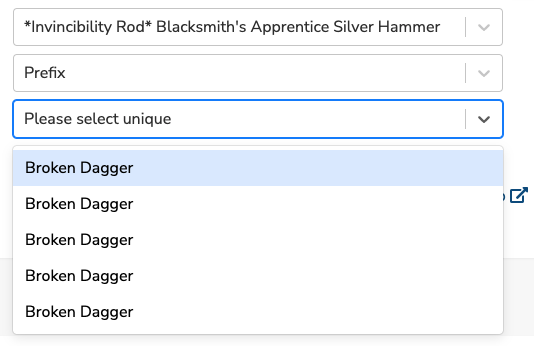 *Invincibility Rod* Blacksmith's Apprentice Silver Hammer
Prefix
Please select unique
Broken Dagger
Broken Dagger
Broken Dagger
Broken Dagger
Broken Dagger